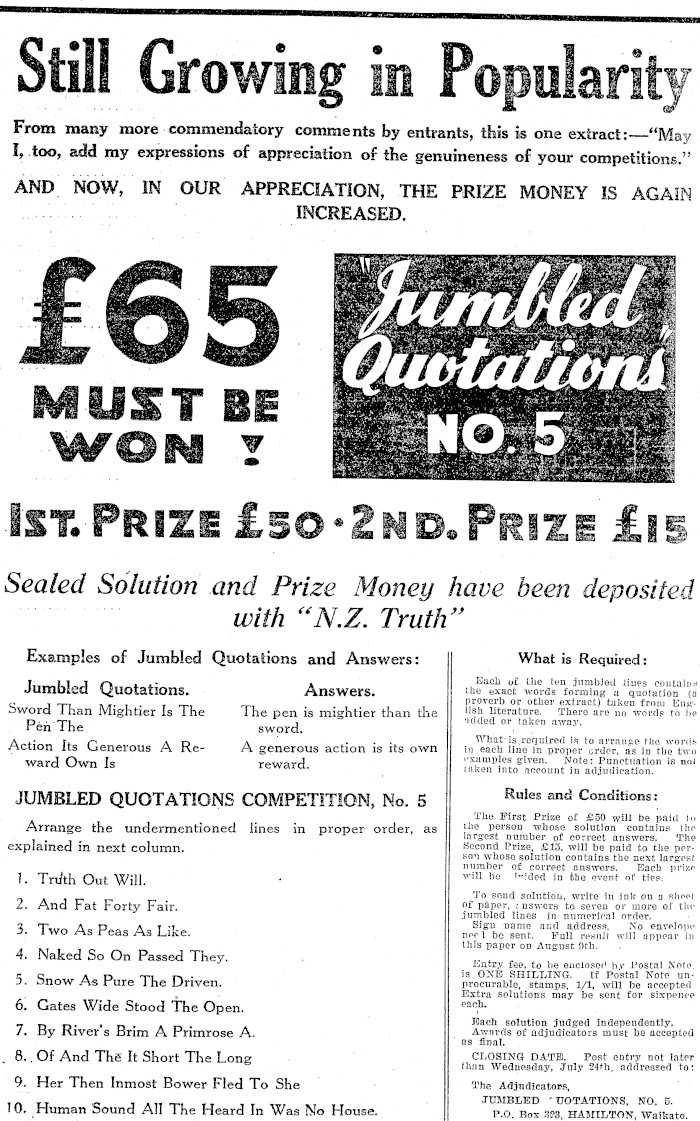 Still Growing in Popularity
From many more commendatory comments by entrants, this is one extract:—"May
I, too, add my expressions of appreciation of the genuineness of your competitions."
AND NOW, IN OUR APPRECIATION, THE PRIZE MONEY IS AGAIN
INCREASED.
£65
MUST BE
WON!
"Jumbled
Quotations"
NO. 5
1ST. PRIZE £50 · 2ND. PRIZE £15
Sealed Solution and Prize Money have been deposited
with "N.Z. Truth"
Examples of Jumbled Quotations and Answers:
Jumbled Quotations.
Answers.
Sword Than Mightier Is The
Pen The
The pen is mightier than the
sword.
Action Its Generous A Re-
ward Own Is
A generous action is its own
reward.
JUMBLED QUOTATIONS COMPETITION, No. 5
Arrange the undermentioned lines in proper order, as
explained in next column.
1. Truth Out Will.
2. And Fat Forty Fair.
3. Two As Peas As Like.
4. Naked So On Passed They.
5. Snow As Pure The Driven.
6. Gates Wide Stood The Open.
7. By River's Brim A Primrose A.
8. Of And The It Short The Long
9. Her Then Inmost Bower Fled To She
10. Human Sound All The Heard In Was No House.
What is Required:
Each of the ten jumbled lines contains
the exact words forming a quotation (a
proverb or other extract) taken from Eng-
lish literature. There are no words to be
added or taken away.
What is required is to arrange the words
in each line in proper order, as in the two
examples given. Note: Punctuation is not
taken into account in adjudication.
Rules and Conditions:
The First Prize of £50 will be paid to
the person whose solution contains the
largest number of correct answers. The
Second Prize, £15, will be paid to the per-
son whose solution contains the next largest
number of correct answers. Each prize
will be in the event of ties.
To send solution, write in ink on a sheet
of paper, answers to seven or more of the
jumbled lines in numerical order.
Sign name and address. No envelope
need be sent. Full result will appear in
this paper on August 9th.
Entry fee, to be enclosed by Postal Note,
is ONE SHILLING. If Postal Note un-
procurable, stamps, 1/1, will be accepted
Extra solutions may be sent for sixpence
each.
Each solution judged independently.
Awards of adjudicators must be accepted
as final.
CLOSING DATE. Post entry not later
than Wednesday, July 24th, addressed to:
The Adjudicators,
JUMBLED QUOTATIONS, NO. 5.
P.O. Box 393, HAMILTON, Waikato.